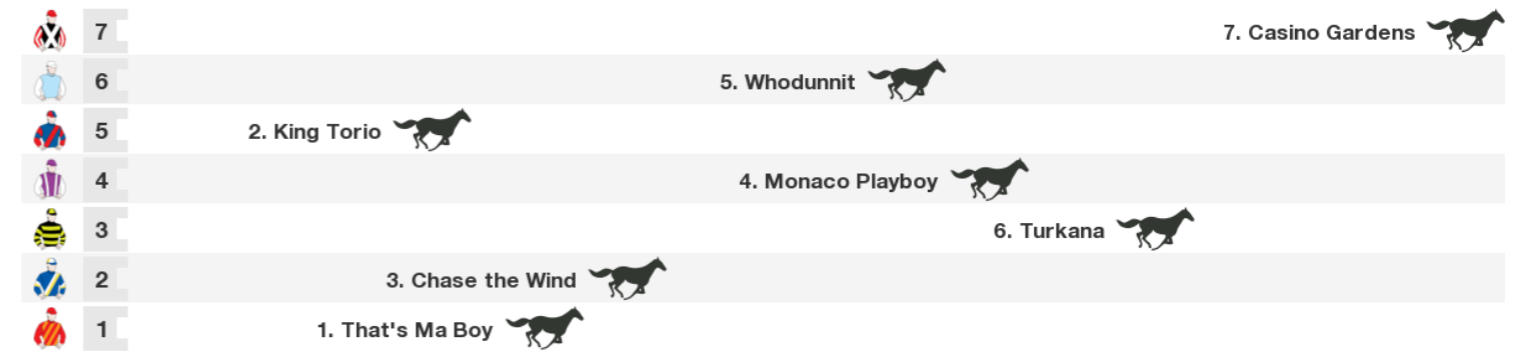 7 7. Casino Gardens
6 5. Whodunnit
5 2. King Torio
4 4. Monaco Playboy
3 6. Turkana
2 3. Chase the Wind
1 1. That's Ma Boy